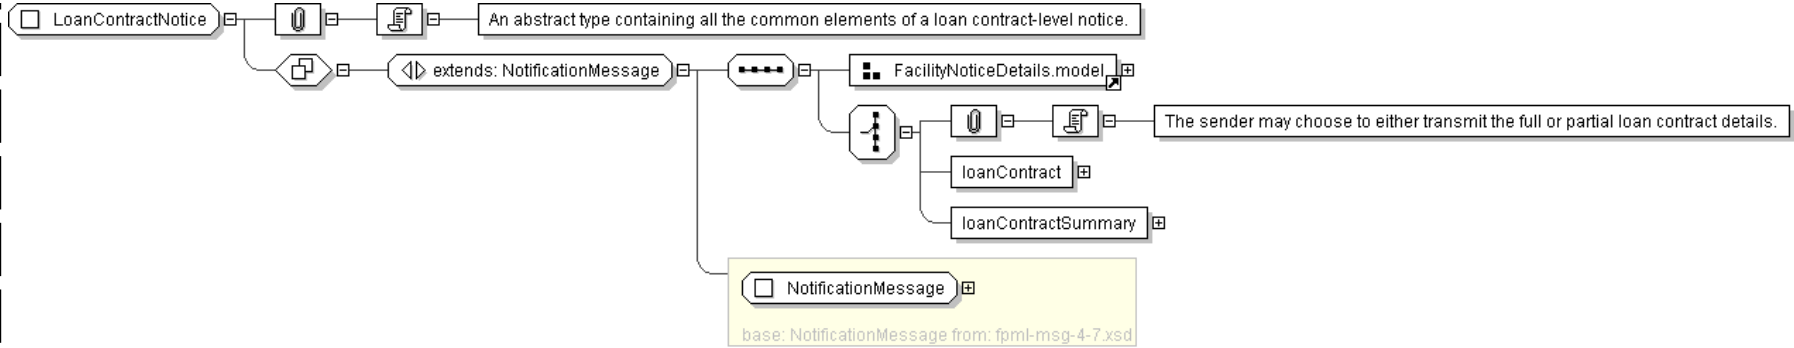 LoanContractNotice
An abstract type containing all the common elements of a loan contract-level notice.
extends: NotificationMessage
FacilityNoticeDetails.model
The sender may choose to either transmit the full or partial loan contract details.
loanContract
loanContractSummary
NotificationMessage
base: NotificationMessage from: fpml-msg-4-7.xsd